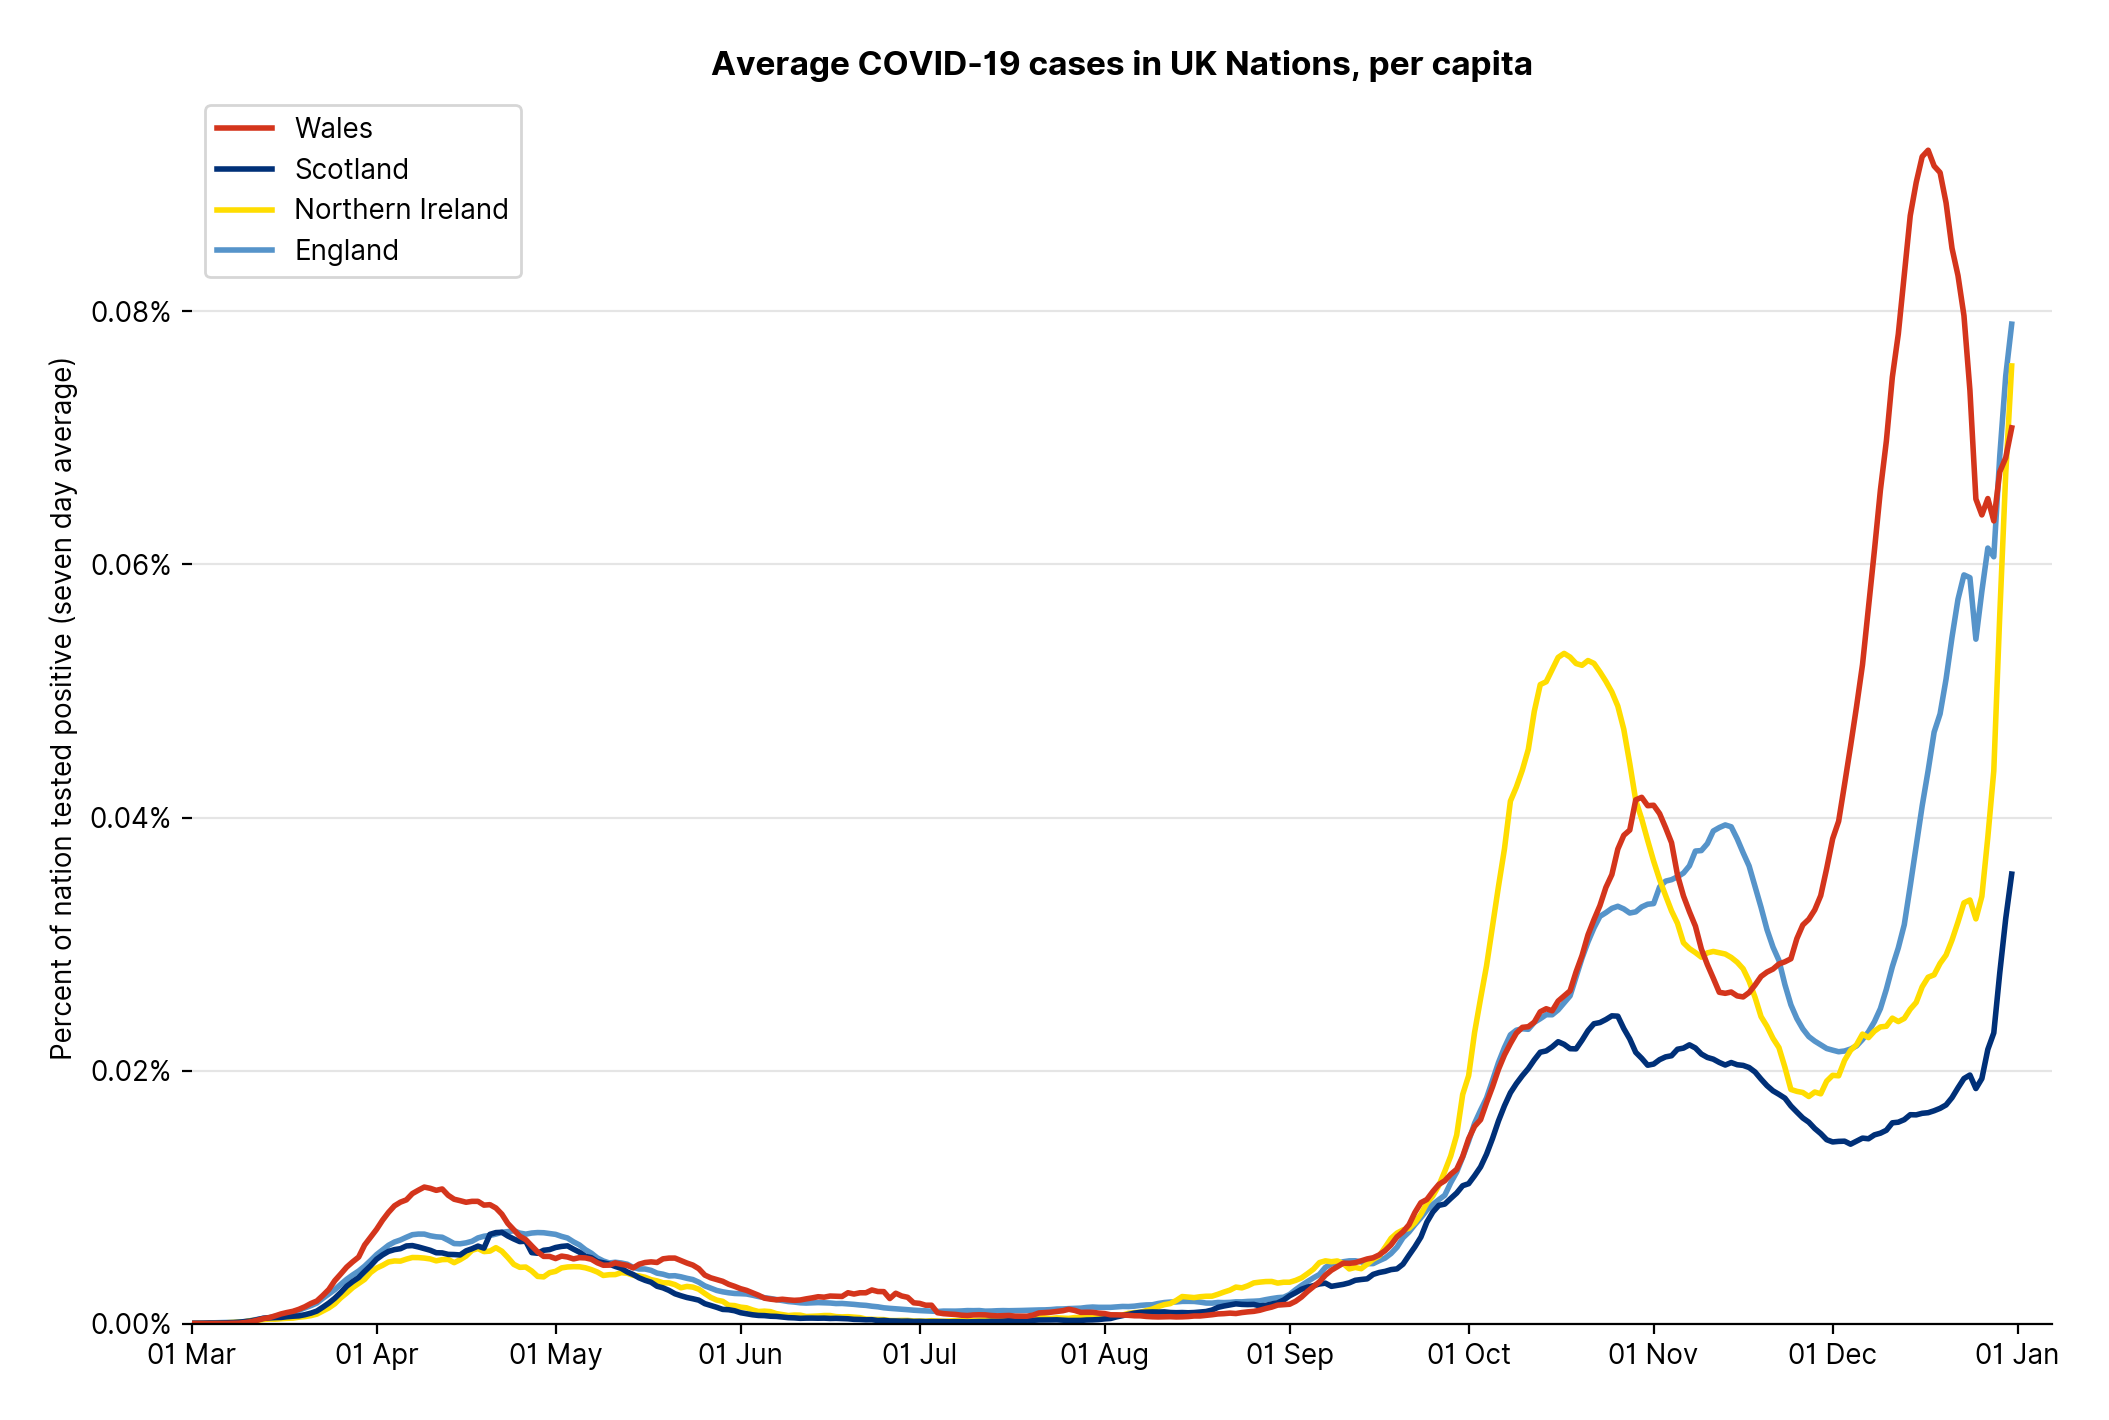 Average COVID-19 cases in UK Nations, per capita
Wales
Scotland
Northern Ireland
England
Percent of nation tested positive (seven day average)
0.08%
0.06%
0.04%
0.02%
0.00%
01 Mar 01 Apr 01 May 01 Jun 01 Jul 01 Aug 01 Sep 01 Oct 01 Nov 01 Dec 01 Jan